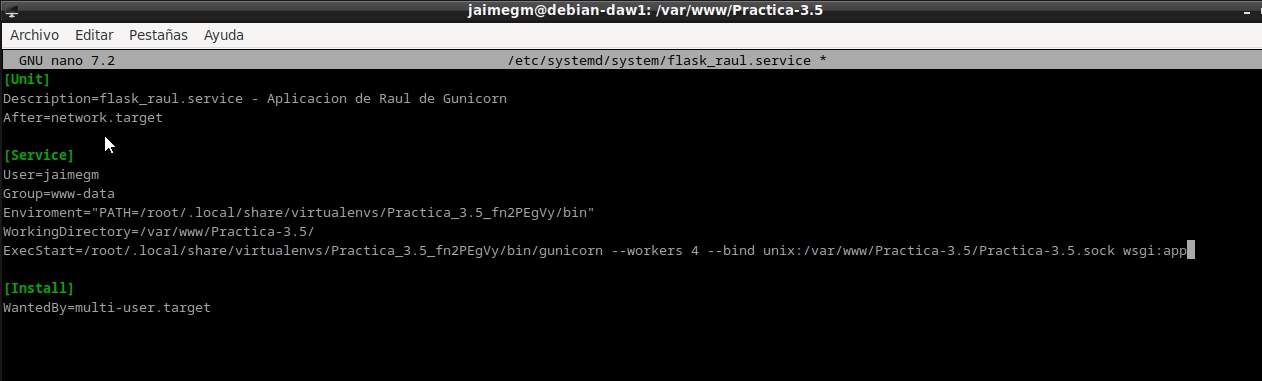 jaimegm@debian-daw1: /var/www/Practica-3.5
Archivo Editar Pestañas Ayuda
GNU nano 7.2 /etc/systemd/system/flask_raul.service *
[Unit]
Description=flask_raul.service - Aplicacion de Raul de Gunicorn
After=network.target
[Service]
User=jaimegm
Group=www-data
Enviroment="PATH=/root/.local/share/virtualenvs/Practica_3.5_fn2PEgVy/bin"
WorkingDirectory=/var/www/Practica-3.5/
ExecStart=/root/.local/share/virtualenvs/Practica_3.5_fn2PEgVy/bin/gunicorn --workers 4 --bind unix:/var/www/Practica-3.5/Practica-3.5.sock wsgi:app
[Install]
WantedBy=multi-user.target